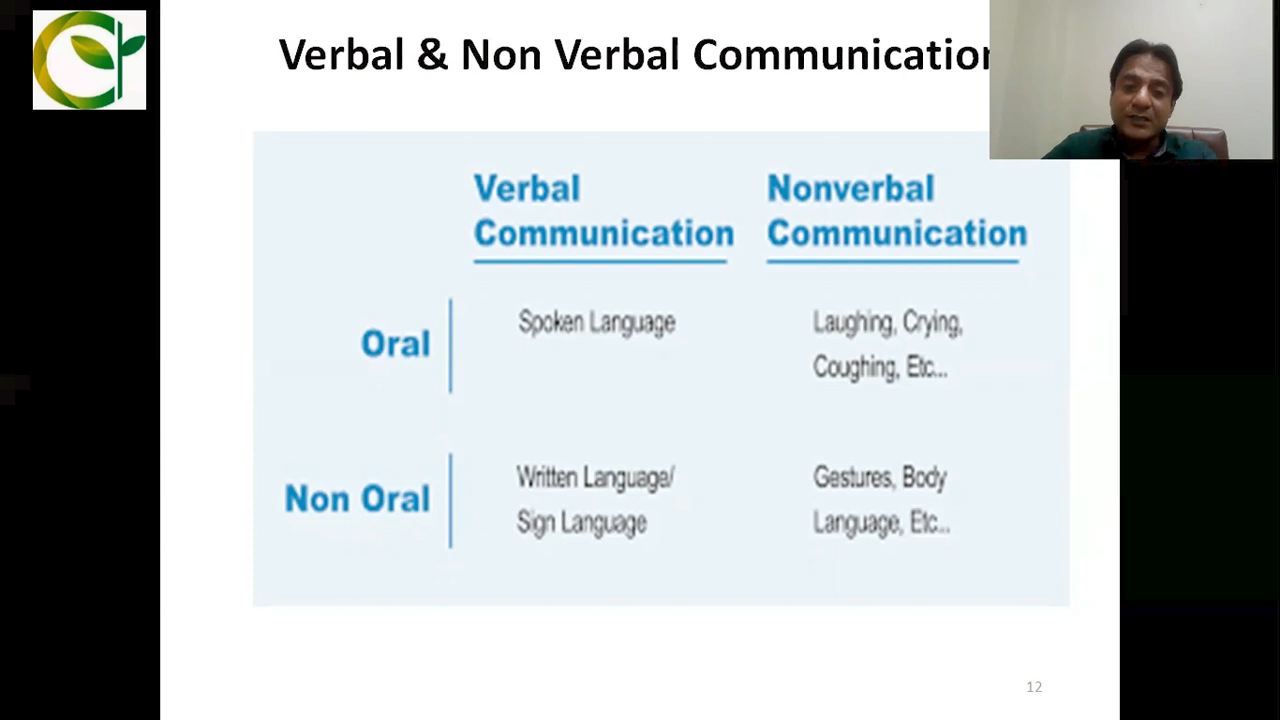 Verbal & Non Verbal Communication
Verbal Nonverbal
Communication Communication
Oral
Spoken Language
Laughing, Crying,
Coughing, Etc...
Non Oral
Written Language/
Sign Language
Gestures, Body
Language, Etc...
12